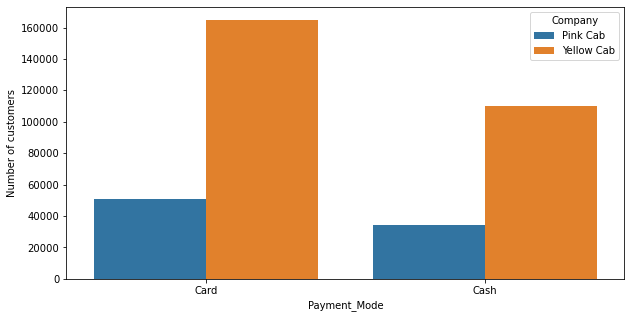 160000
140000
120000
100000
80000
60000
40000
20000
0
Number of customers
Company
Pink Cab
Yellow Cab
Card
Cash
Payment_Mode